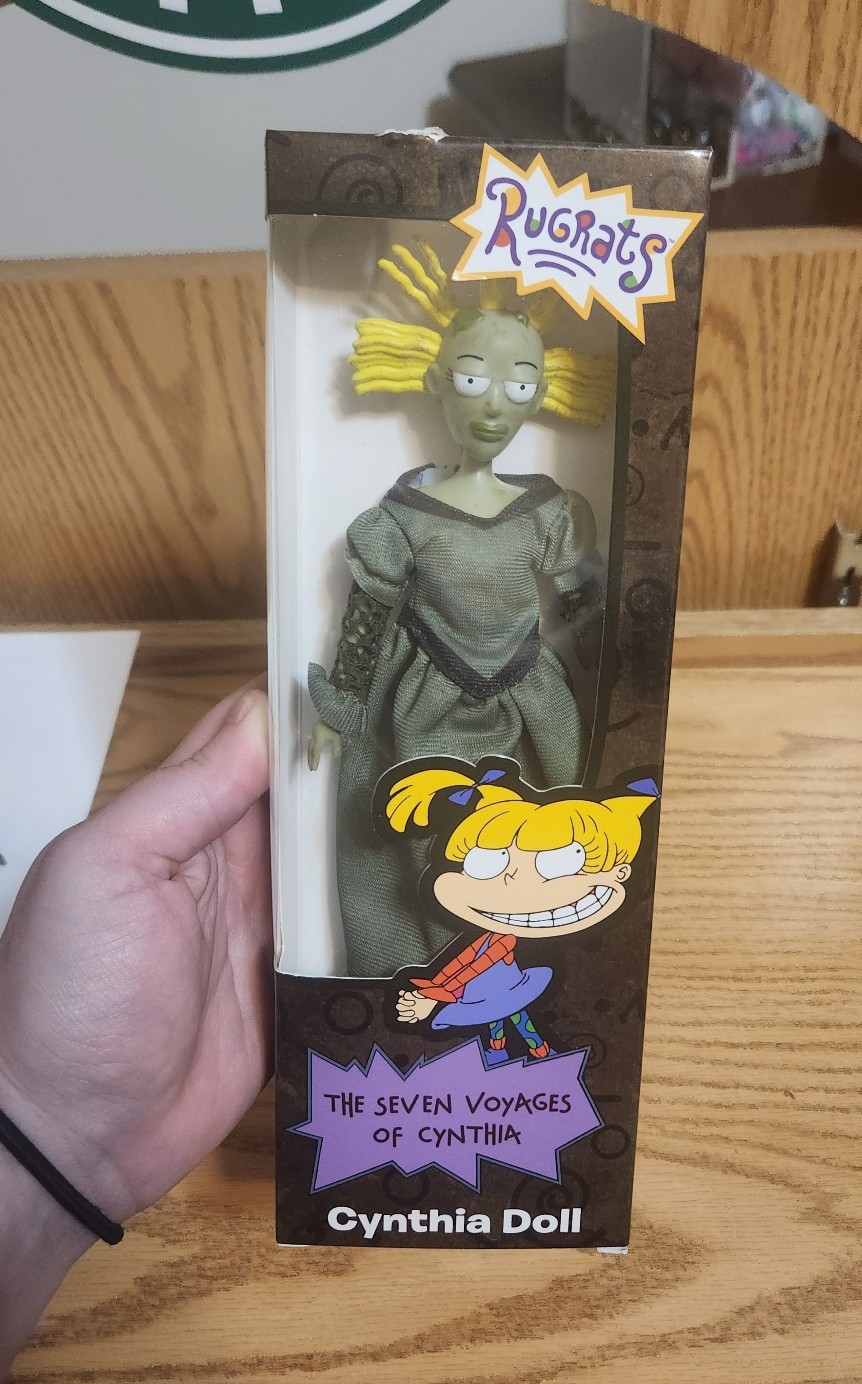 RUGRats
THE SEVEN VOYAGES
OF CYNTHIA
Cynthia Doll